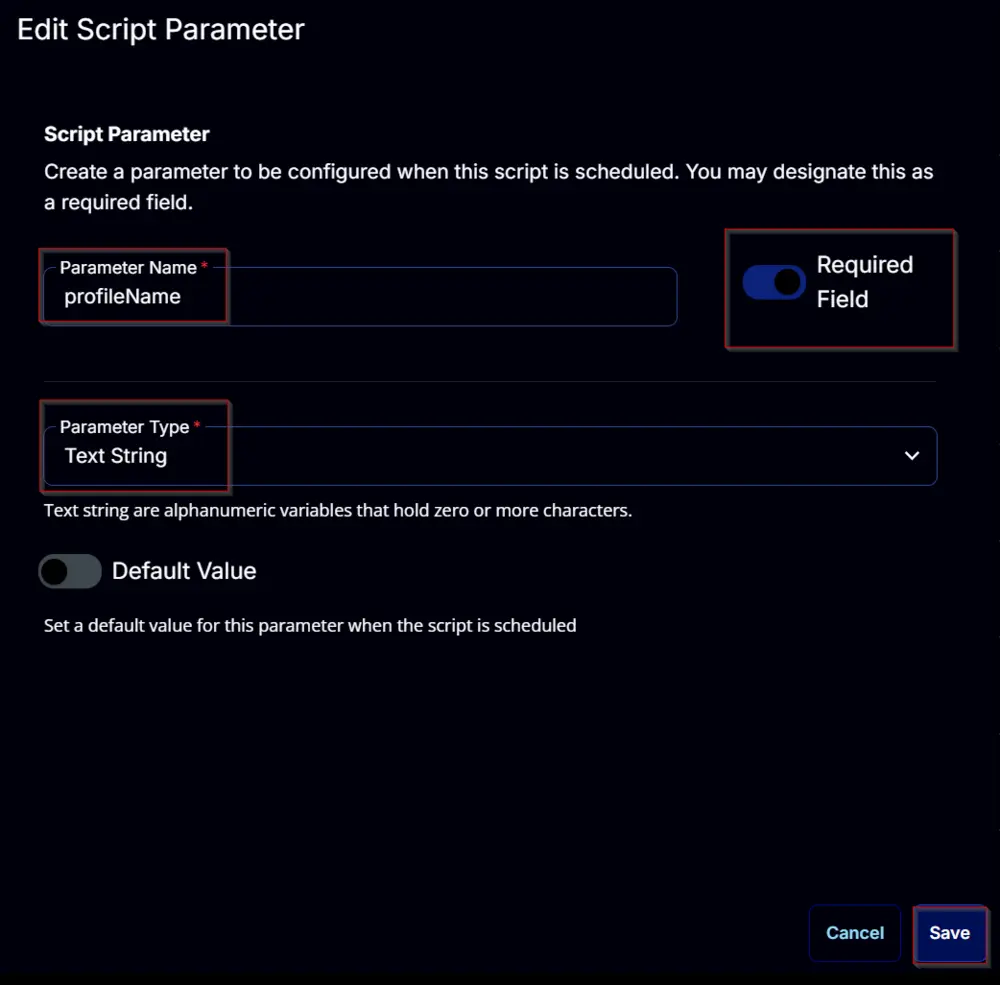 Edit Script Parameter
Script Parameter
Create a parameter to be configured when this script is scheduled. You may designate this as
a required field.
Parameter Name *
profileName
Required
Field
Parameter Type *
Text String
Text string are alphanumeric variables that hold zero or more characters.
Default Value
Set a default value for this parameter when the script is scheduled
Cancel
Save